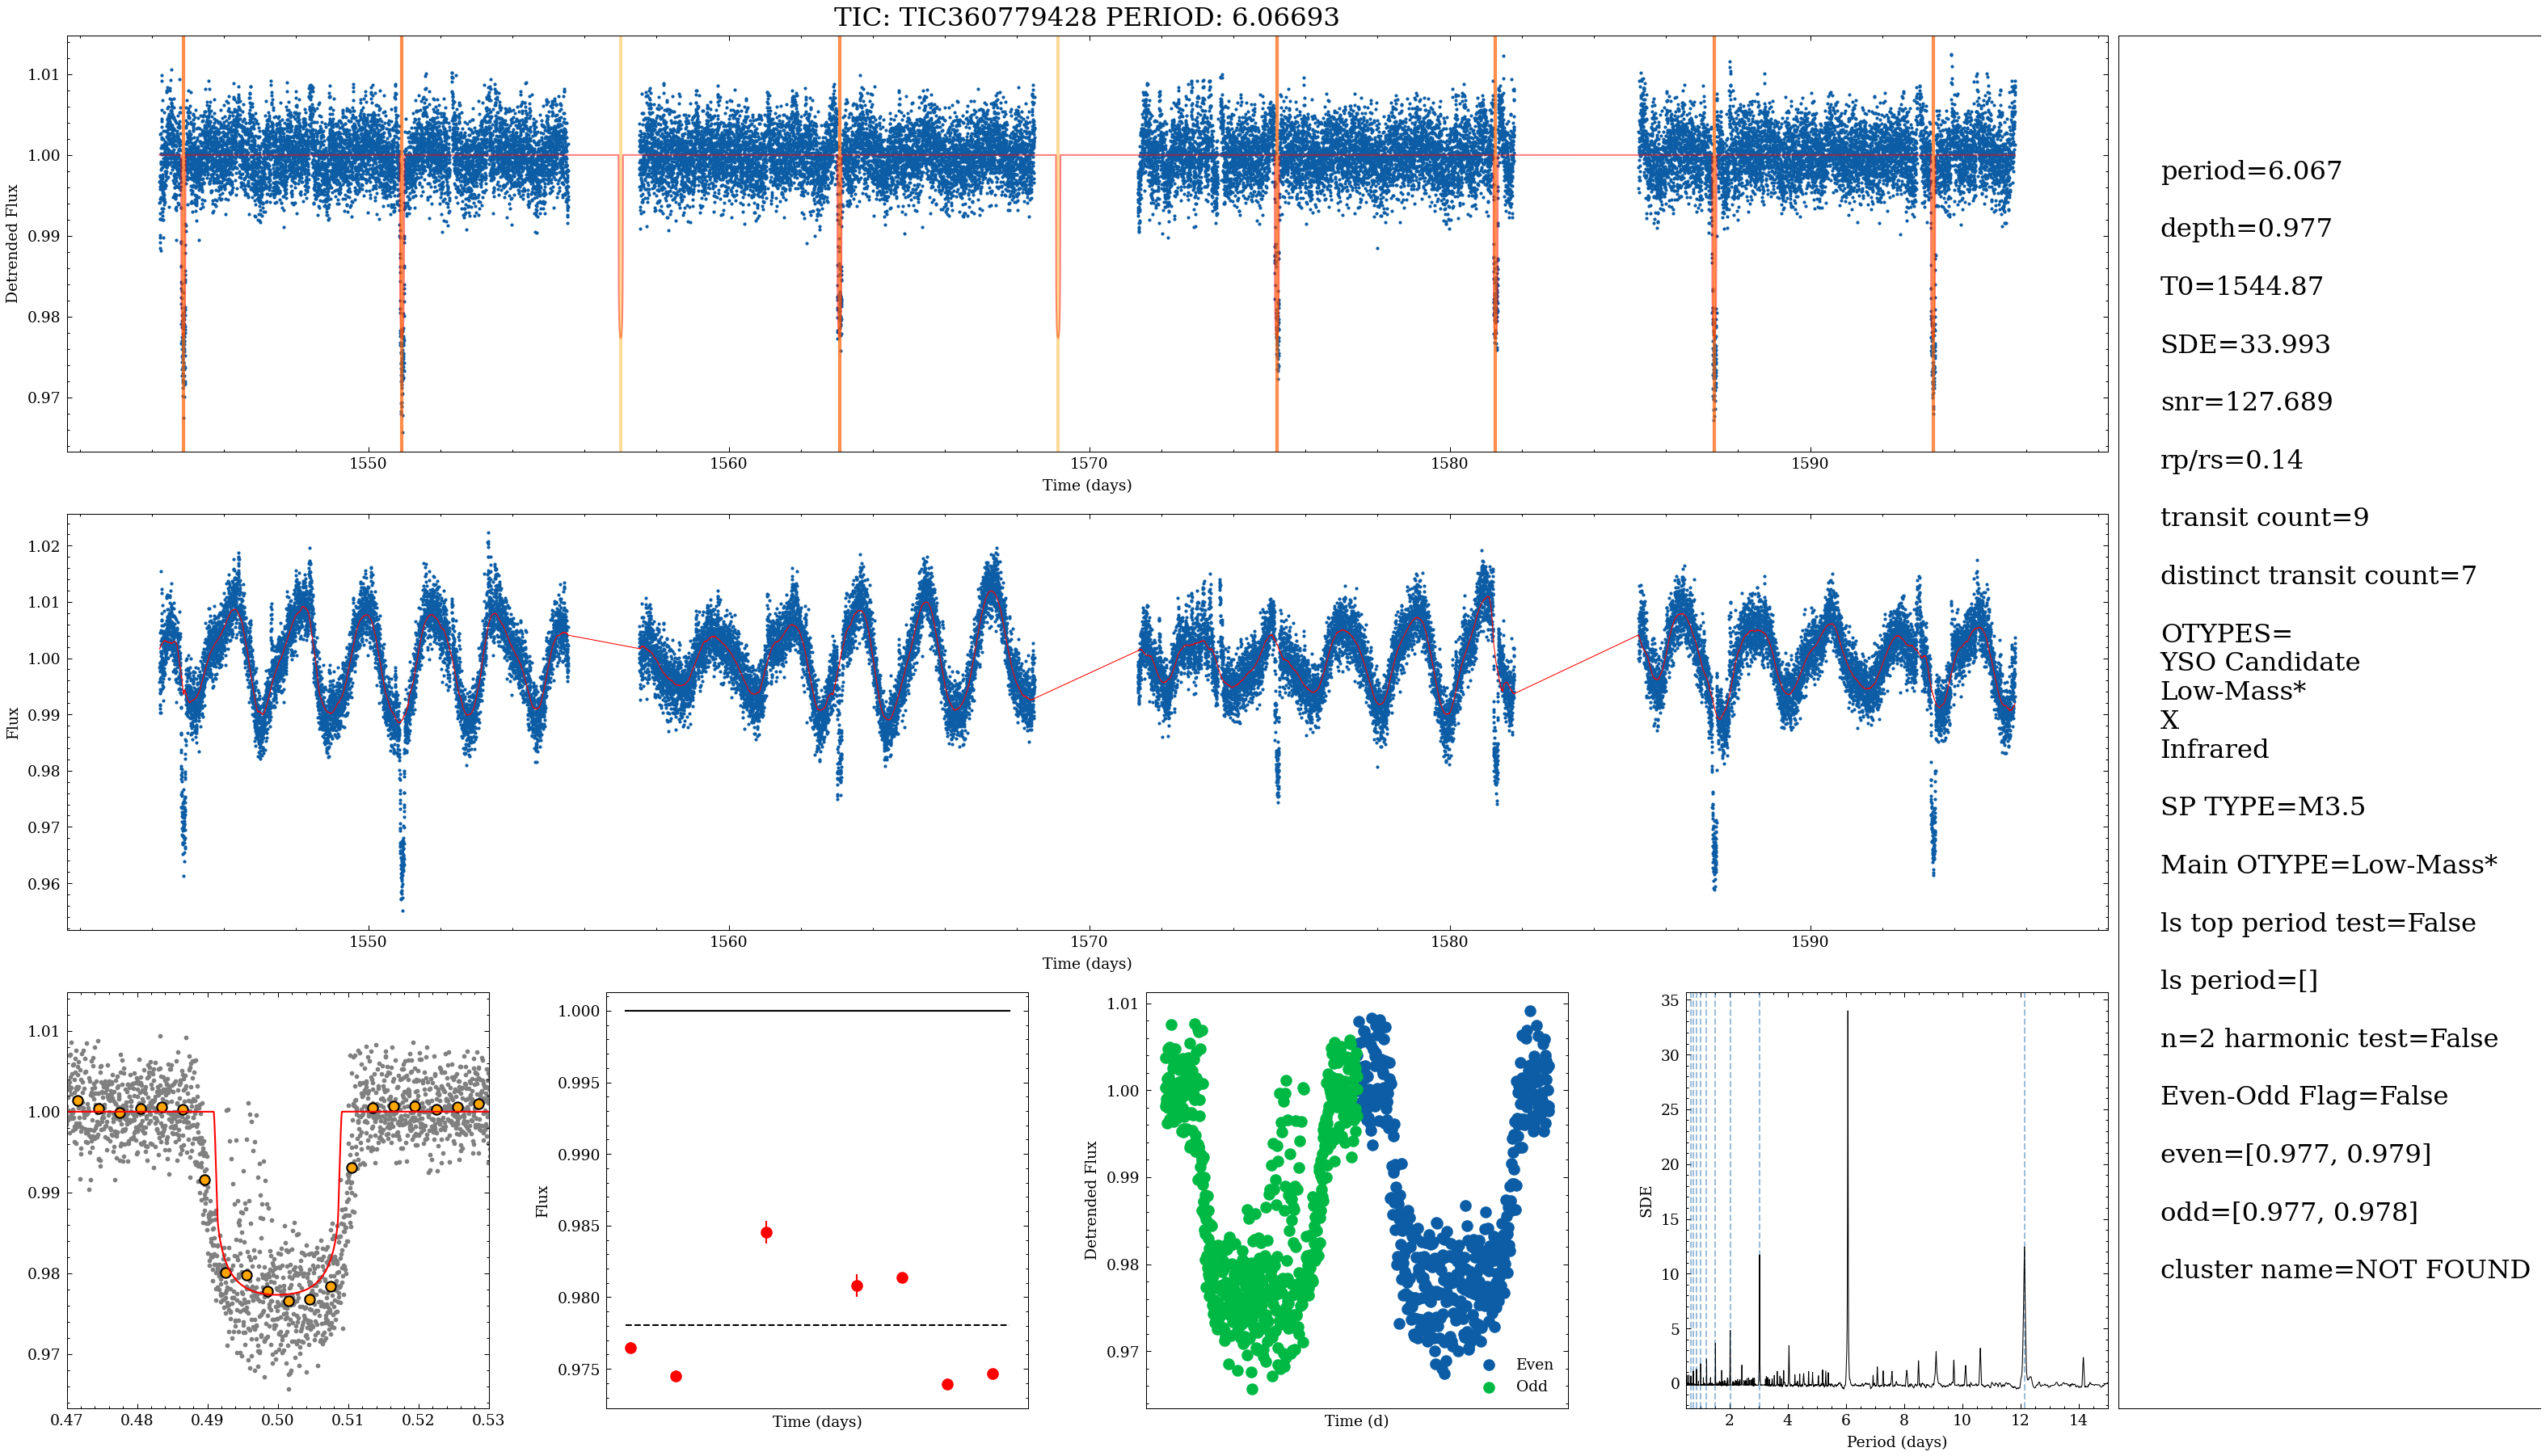 TIC: TIC360779428 PERIOD: 6.06693
1.01
1.00
0.99
0.98
0.97
Detrended Flux
1550
1560
1570
1580
1590
Time (days)
1.02
1.01
1.00
0.99
0.98
0.97
0.96
Flux
1550
1560
1570
1580
1590
Time (days)
1.01
1.00
0.99
0.98
0.97
0.47
0.48
0.49
0.50
0.51
0.52
0.53
1.000
0.995
0.990
0.985
0.980
0.975
Flux
Time (days)
1.01
1.00
0.99
0.98
0.97
Detrended Flux
Even
Odd
Time (d)
35
30
25
20
15
10
5
0
SDE
2
4
6
8
10
12
14
Period (days)
period=6.067
depth=0.977
T0=1544.87
SDE=33.993
snr=127.689
rp/rs=0.14
transit count=9
distinct transit count=7
OTYPES=
YSO Candidate
Low-Mass*
X
Infrared
SP TYPE=M3.5
Main OTYPE=Low-Mass*
ls top period test=False
ls period=[]
n=2 harmonic test=False
Even-Odd Flag=False
even=[0.977, 0.979]
odd=[0.977, 0.978]
cluster name=NOT FOUND